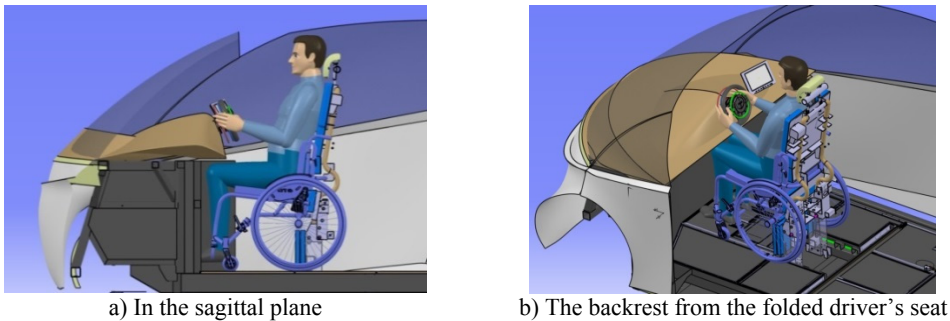 a) In the sagittal plane
b) The backrest from the folded driver’s seat